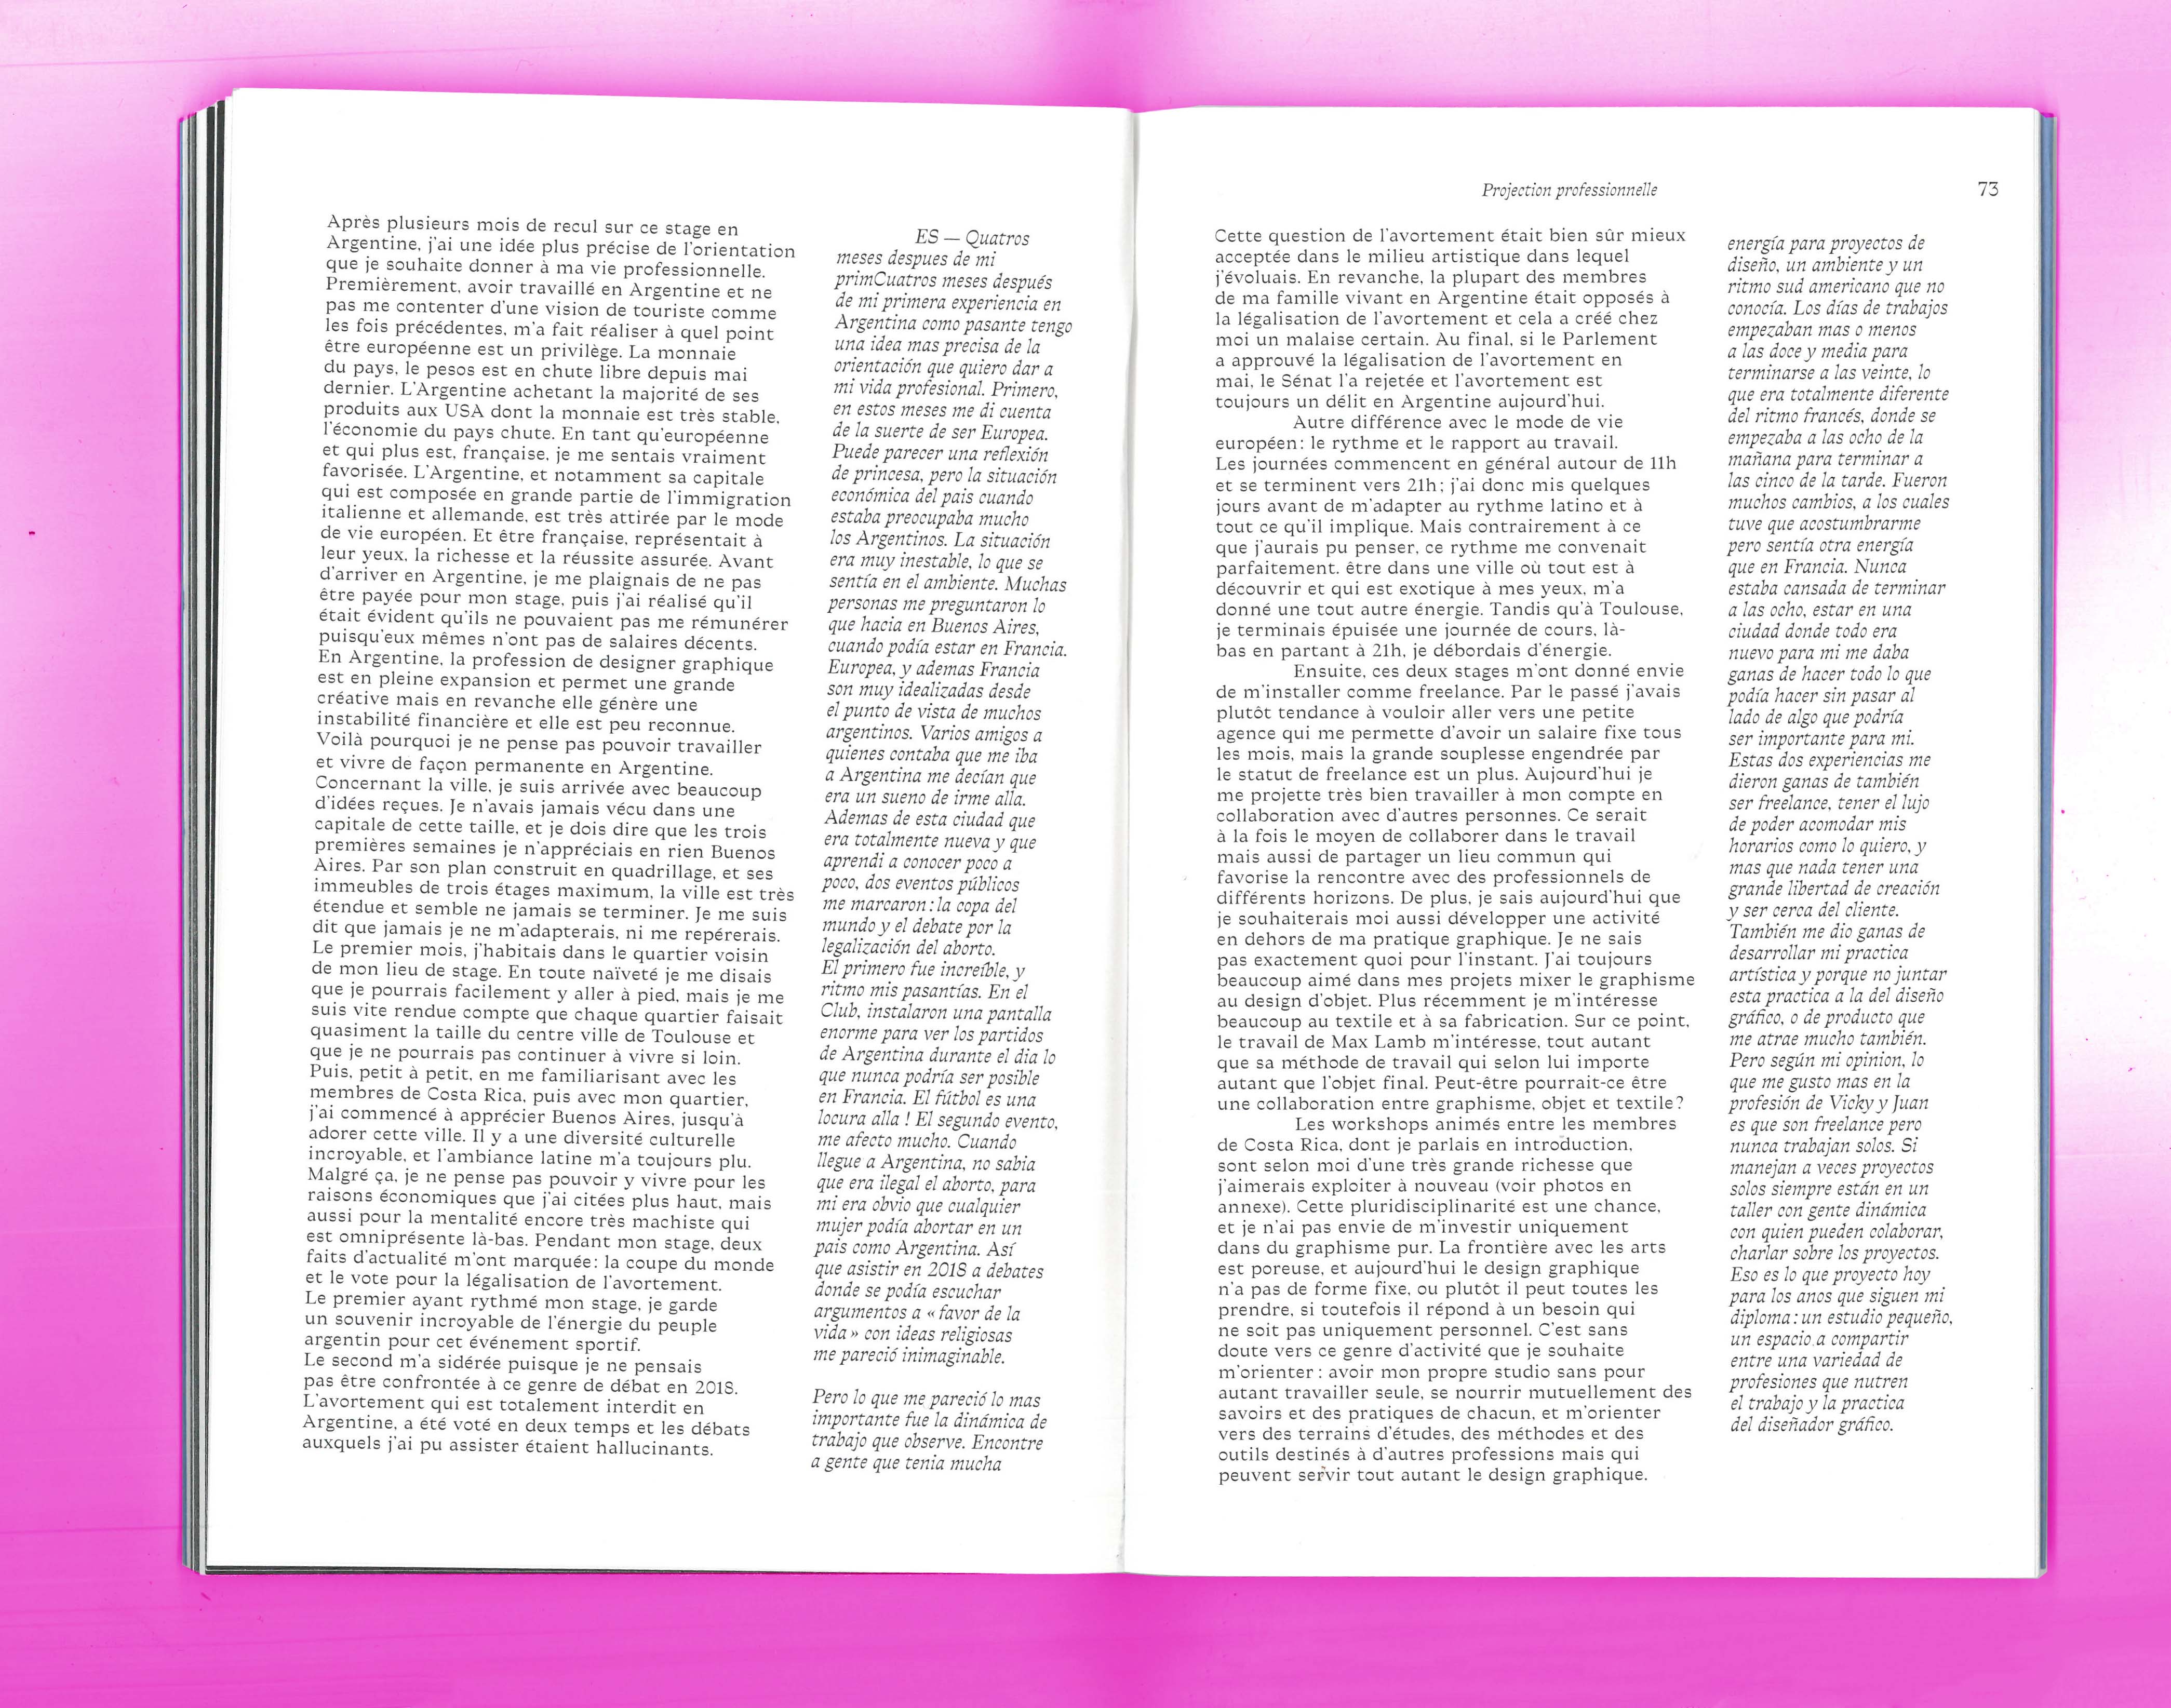 Après plusieurs mois de recul sur ce stage en
Argentine, j'ai une idée plus précise de l'orientation
que je souhaite donner à ma vie professionnelle.
Premièrement, avoir travaillé en Argentine et ne
pas me contenter d'une vision de touriste comme
les fois précédentes, m'a fait réaliser à quel point
être européenne est un privilège. La monnaie
du pays, le pesos est en chute libre depuis mai
dernier. L'Argentine achetant la majorité de ses
produits aux USA dont la monnaie est très stable,
l'économie du pays chute. En tant qu'européenne
et qui plus est, française, je me sentais vraiment
favorisée. L'Argentine, et notamment sa capitale
qui est composée en grande partie de l'immigration
italienne et allemande, est très attirée par le mode
de vie européen. Et être française, représentait à
leur yeux, la richesse et la réussite assurée. Avant
d'arriver en Argentine, je me plaignais de ne pas
être payée pour mon stage, puis j'ai réalisé qu'il
était évident qu'ils ne pouvaient pas me rémunérer
puisqu'eux mêmes n'ont pas de salaires décents.
En Argentine, la profession de designer graphique
est en pleine expansion et permet une grande
créative mais en revanche elle génère une
instabilité financière et elle est peu reconnue.
Voilà pourquoi je ne pense pas pouvoir travailler
et vivre de façon permanente en Argentine.
Concernant la ville, je suis arrivée avec beaucoup
d'idées reçues. Je n'avais jamais vécu dans une
capitale de cette taille, et je dois dire que les trois
premières semaines je n'appréciais en rien Buenos
Aires. Par son plan construit en quadrillage, et ses
immeubles de trois étages maximum, la ville est très
étendue et semble ne jamais se terminer. Je me suis
dit que jamais je ne m'adapterais, ni me repérerais.
Le premier mois, j'habitais dans le quartier voisin
de mon lieu de stage. En toute naïveté je me disais
que je pourrais facilement y aller à pied, mais je me
suis vite rendue compte que chaque quartier faisait
quasiment la taille du centre ville de Toulouse et
que je ne pourrais pas continuer à vivre si loin.
Puis, petit à petit, en me familiarisant avec les
membres de Costa Rica, puis avec mon quartier,
j'ai commencé à apprécier Buenos Aires, jusqu'à
adorer cette ville. Il y a une diversité culturelle
incroyable, et l'ambiance latine m'a toujours plu.
Malgré ça, je ne pense pas pouvoir y vivre pour les
raisons économiques que j'ai citées plus haut, mais
aussi pour la mentalité encore très machiste qui
est omniprésente là-bas. Pendant mon stage, deux
faits d'actualité m'ont marquée : la coupe du monde
et le vote pour la légalisation de l'avortement.
Le premier ayant rythmé mon stage, je garde
un souvenir incroyable de l'énergie du peuple
argentin pour cet événement sportif.
Le second m'a sidérée puisque je ne pensais
pas être confrontée à ce genre de débat en 2018.
L'avortement qui est totalement interdit en
Argentine, a été voté en deux temps et les débats
auxquels j'ai pu assister étaient hallucinants.
ES — Quatros
meses despues de mi
primCuatros meses después
de mi primera experiencia en
Argentina como pasante tengo
una idea mas precisa de la
orientación que quiero dar a
mi vida profesional. Primero,
en estos meses me di cuenta
de la suerte de ser Europea.
Puede parecer una reflexión
de princesa, pero la situación
económica del pais cuando
estaba preocupaba mucho
los Argentinos. La situación
era muy inestable, lo que se
sentía en el ambiente. Muchas
personas me preguntaron lo
que hacia en Buenos Aires,
cuando podía estar en Francia.
Europea, y ademas Francia
son muy idealizadas desde
el punto de vista de muchos
argentinos. Varios amigos a
quienes contaba que me iba
a Argentina me decían que
era un sueno de irme alla.
Ademas de esta ciudad que
era totalmente nueva y que
aprendi a conocer poco a
poco, dos eventos públicos
me marcaron : la copa del
mundo y el debate por la
legalización del aborto.
El primero fue increíble, y
ritmo mis pasantías. En el
Club, instalaron una pantalla
enorme para ver los partidos
de Argentina durante el dia lo
que nunca podría ser posible
en Francia. El fútbol es una
locura alla ! El segundo evento,
me afecto mucho. Cuando
llegue a Argentina, no sabia
que era ilegal el aborto, para
mi era obvio que cualquier
mujer podía abortar en un
pais como Argentina. Así
que asistir en 2018 a debates
donde se podía escuchar
argumentos a « favor de la
vida » con ideas religiosas
me pareció inimaginable.
Pero lo que me pareció lo mas
importante fue la dinámica de
trabajo que observe. Encontre
a gente que tenia mucha
Projection professionnelle
73
Cette question de l'avortement était bien sûr mieux
acceptée dans le milieu artistique dans lequel
j'évoluais. En revanche, la plupart des membres
de ma famille vivant en Argentine était opposés à
la légalisation de l'avortement et cela a créé chez
moi un malaise certain. Au final, si le Parlement
a approuvé la légalisation de l'avortement en
mai, le Sénat l'a rejetée et l'avortement est
toujours un délit en Argentine aujourd'hui.
Autre différence avec le mode de vie
européen : le rythme et le rapport au travail.
Les journées commencent en général autour de 11h
et se terminent vers 21h ; j'ai donc mis quelques
jours avant de m'adapter au rythme latino et à
tout ce qu'il implique. Mais contrairement à ce
que j'aurais pu penser, ce rythme me convenait
parfaitement. être dans une ville où tout est à
découvrir et qui est exotique à mes yeux, m'a
donné une tout autre énergie. Tandis qu'à Toulouse,
je terminais épuisée une journée de cours, là-
bas en partant à 21h, je débordais d'énergie.
Ensuite, ces deux stages m'ont donné envie
de m'installer comme freelance. Par le passé j'avais
plutôt tendance à vouloir aller vers une petite
agence qui me permette d'avoir un salaire fixe tous
les mois, mais la grande souplesse engendrée par
le statut de freelance est un plus. Aujourd'hui je
me projette très bien travailler à mon compte en
collaboration avec d'autres personnes. Ce serait
à la fois le moyen de collaborer dans le travail
mais aussi de partager un lieu commun qui
favorise la rencontre avec des professionnels de
différents horizons. De plus, je sais aujourd'hui que
je souhaiterais moi aussi développer une activité
en dehors de ma pratique graphique. Je ne sais
pas exactement quoi pour l'instant. J'ai toujours
beaucoup aimé dans mes projets mixer le graphisme
au design d'objet. Plus récemment je m'intéresse
beaucoup au textile et à sa fabrication. Sur ce point,
le travail de Max Lamb m'intéresse, tout autant
que sa méthode de travail qui selon lui importe
autant que l'objet final. Peut-être pourrait-ce être
une collaboration entre graphisme, objet et textile ?
Les workshops animés entre les membres
de Costa Rica, dont je parlais en introduction,
sont selon moi d'une très grande richesse que
j'aimerais exploiter à nouveau (voir photos en
annexe). Cette pluridisciplinarité est une chance,
et je n'ai pas envie de m'investir uniquement
dans du graphisme pur. La frontière avec les arts
est poreuse, et aujourd'hui le design graphique
n'a pas de forme fixe, ou plutôt il peut toutes les
prendre, si toutefois il répond à un besoin qui
ne soit pas uniquement personnel. C'est sans
doute vers ce genre d'activité que je souhaite
m'orienter : avoir mon propre studio sans pour
autant travailler seule, se nourrir mutuellement des
savoirs et des pratiques de chacun, et m'orienter
vers des terrains d'études, des méthodes et des
outils destinés à d'autres professions mais qui
peuvent servir tout autant le design graphique.
energía para proyectos de
diseño, un ambiente y un
ritmo sud americano que no
conocía. Los días de trabajos
empezaban mas o menos
a las doce y media para
terminarse a las veinte, lo
que era totalmente diferente
del ritmo francés, donde se
empezaba a las ocho de la
mañana para terminar a
las cinco de la tarde. Fueron
muchos cambios, a los cuales
tuve que acostumbrarme
pero sentía otra energía
que en Francia. Nunca
estaba cansada de terminar
a las ocho, estar en una
ciudad donde todo era
nuevo para mi me daba
ganas de hacer todo lo que
podía hacer sin pasar al
lado de algo que podría
ser importante para mi.
Estas dos experiencias me
dieron ganas de también
ser freelance, tener el lujo
de poder acomodar mis
horarios como lo quiero, y
mas que nada tener una
grande libertad de creación
y ser cerca del cliente.
También me dio ganas de
desarrollar mi practica
artística y porque no juntar
esta practica a la del diseño
gráfico, o de producto que
me atrae mucho también.
Pero según mi opinion, lo
que me gusto mas en la
profesión de Vicky y Juan
es que son freelance pero
nunca trabajan solos. Si
manejan a veces proyectos
solos siempre están en un
taller con gente dinámica
con quien pueden colaborar,
charlar sobre los proyectos.
Eso es lo que proyecto hoy
para los anos que siguen mi
diploma : un estudio pequeño,
un espacio a compartir
entre una variedad de
profesiones que nutren
el trabajo y la practica
del diseñador gráfico.